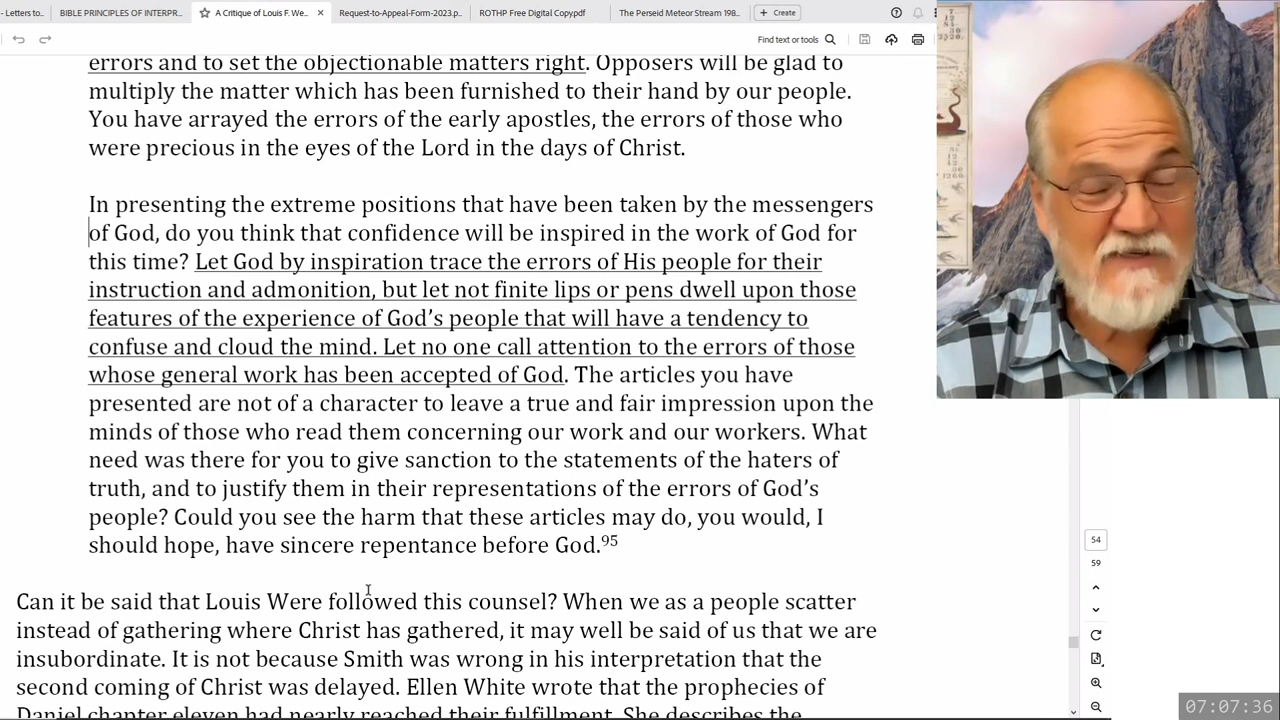 - Letters to...
BIBLE PRINCIPLES OF INTERPR...
A Critique of Louis F. We...
Request-to-Appeal-Form-2023.p...
ROTHP Free Digital Copy.pdf
The Perseid Meteor Stream 198...
+ Create
Find text or tools
errors and to set the objectionable matters right. Opposers will be glad to
multiply the matter which has been furnished to their hand by our people.
You have arrayed the errors of the early apostles, the errors of those who
were precious in the eyes of the Lord in the days of Christ.
In presenting the extreme positions that have been taken by the messengers
of God, do you think that confidence will be inspired in the work of God for
this time? Let God by inspiration trace the errors of His people for their
instruction and admonition, but let not finite lips or pens dwell upon those
features of the experience of God’s people that will have a tendency to
confuse and cloud the mind. Let no one call attention to the errors of those
whose general work has been accepted of God. The articles you have
presented are not of a character to leave a true and fair impression upon the
minds of those who read them concerning our work and our workers. What
need was there for you to give sanction to the statements of the haters of
truth, and to justify them in their representations of the errors of God’s
people? Could you see the harm that these articles may do, you would, I
should hope, have sincere repentance before God.95
Can it be said that Louis Were followed this counsel? When we as a people scatter
instead of gathering where Christ has gathered, it may well be said of us that we are
insubordinate. It is not because Smith was wrong in his interpretation that the
second coming of Christ was delayed. Ellen White wrote that the prophecies of
Daniel chapter eleven had nearly reached their fulfillment. She describes the
54
59
07:07:36